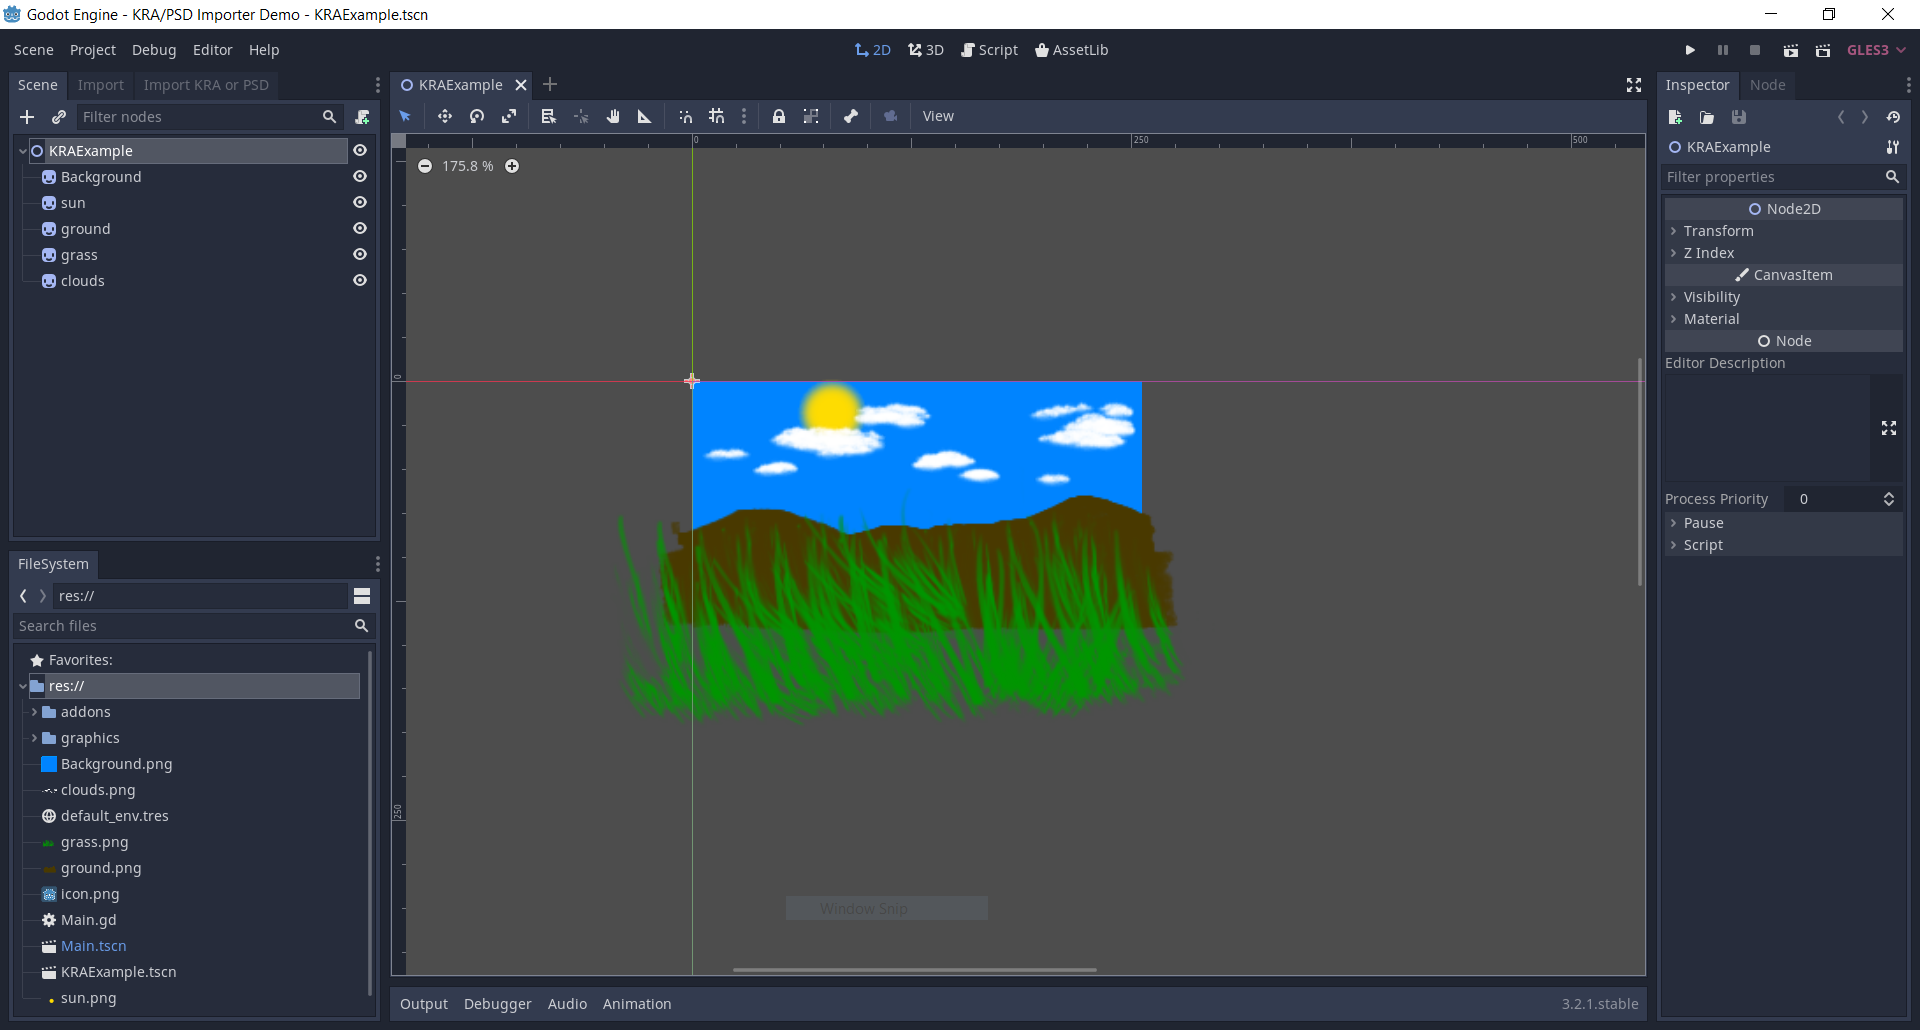 Godot Engine - KRA/PSD Importer Demo - KRAExample.tscn
Scene Project Debug Editor Help
2D 3D Script AssetLib
GLES3
Scene Import Import KRA or PSD
Filter nodes
KRAExample
Background
sun
ground
grass
clouds
FileSystem
res://
Search files
Favorites:
res://
addons
graphics
Background.png
clouds.png
default_env.tres
grass.png
ground.png
icon.png
Main.gd
Main.tscn
KRAExample.tscn
sun.png
KRAExample
View
0 250 500
175.8 %
0
250
Window Snip
Output Debugger Audio Animation
3.2.1.stable
Inspector Node
KRAExample
Filter properties
Node2D
Transform
Z Index
CanvasItem
Visibility
Material
Node
Editor Description
Process Priority 0
Pause
Script